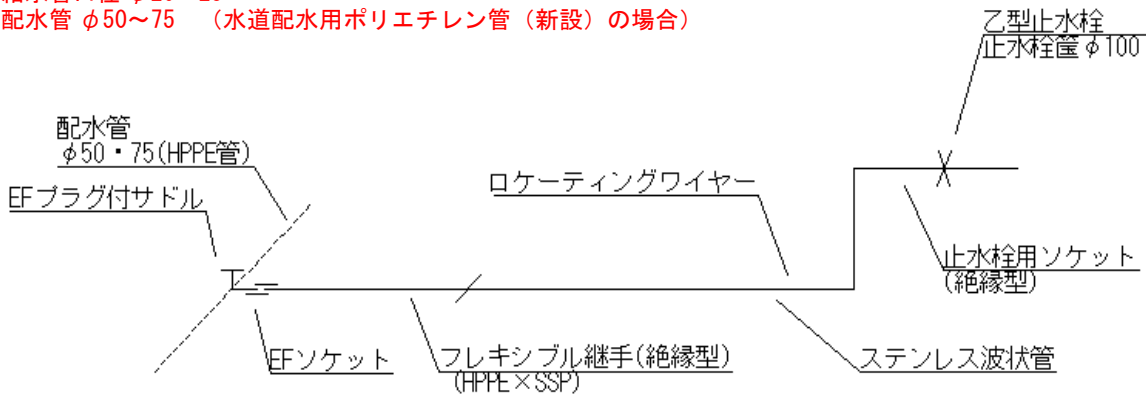 配水管 φ50~75 (水道配水用ポリエチレン管(新設)の場合)
乙型止水栓
止水栓筐φ100
配水管
φ50・75(HPPE管)
EFプラグ付サドル
ロケーティングワイヤー
止水栓用ソケット
(絶縁型)
EFソケット
フレキシブル継手(絶縁型)
(HPPE×SSP)
ステンレス波状管